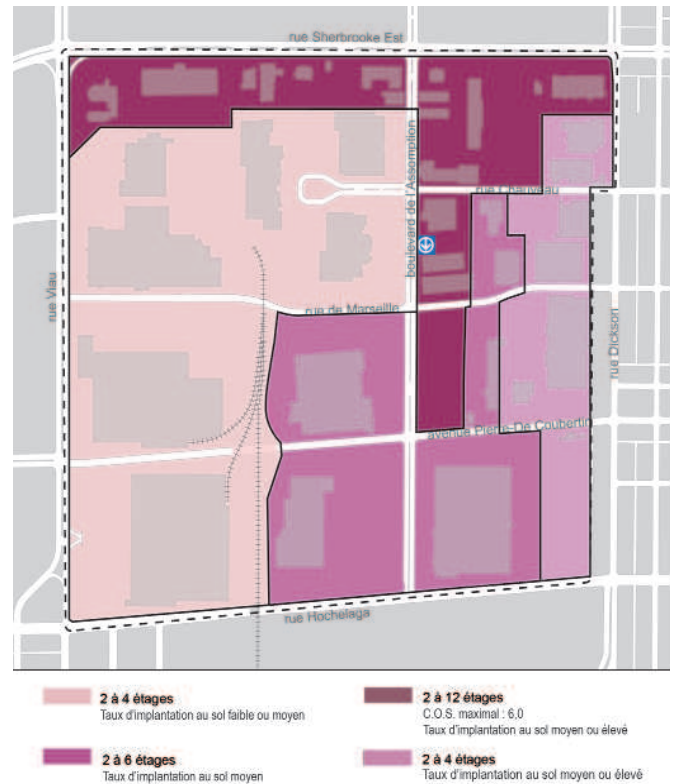 rue Sherbrooke Est
boulevard de l'Assomption
rue Chauveau
rue Viau
rue de Marseille
rue Dickson
avenue Pierre-De Coubertin
rue Hochelaga
2 à 4 étages
Taux d'implantation au sol faible ou moyen
2 à 12 étages
C.O.S. maximal : 6,0
Taux d'implantation au sol moyen ou élevé
2 à 6 étages
Taux d'implantation au sol moyen
2 à 4 étages
Taux d'implantation au sol moyen ou élevé